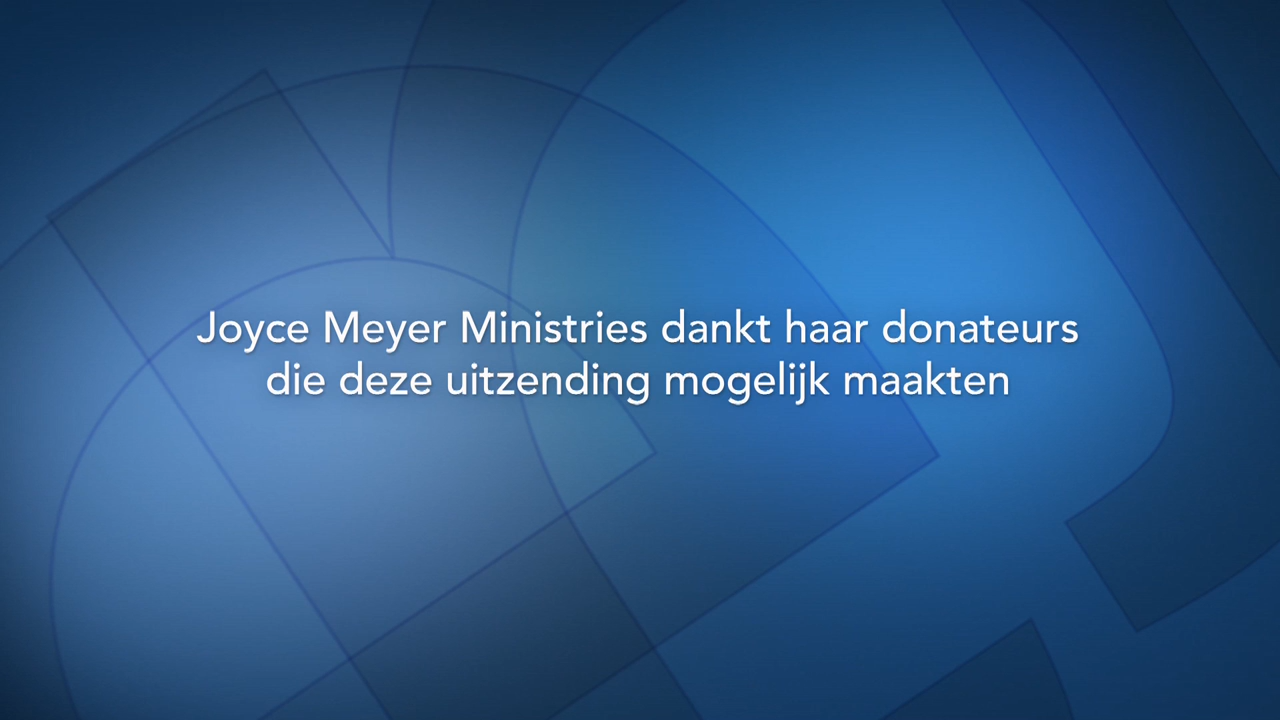 Joyce Meyer Ministries dankt haar donateurs
die deze uitzending mogelijk maakten